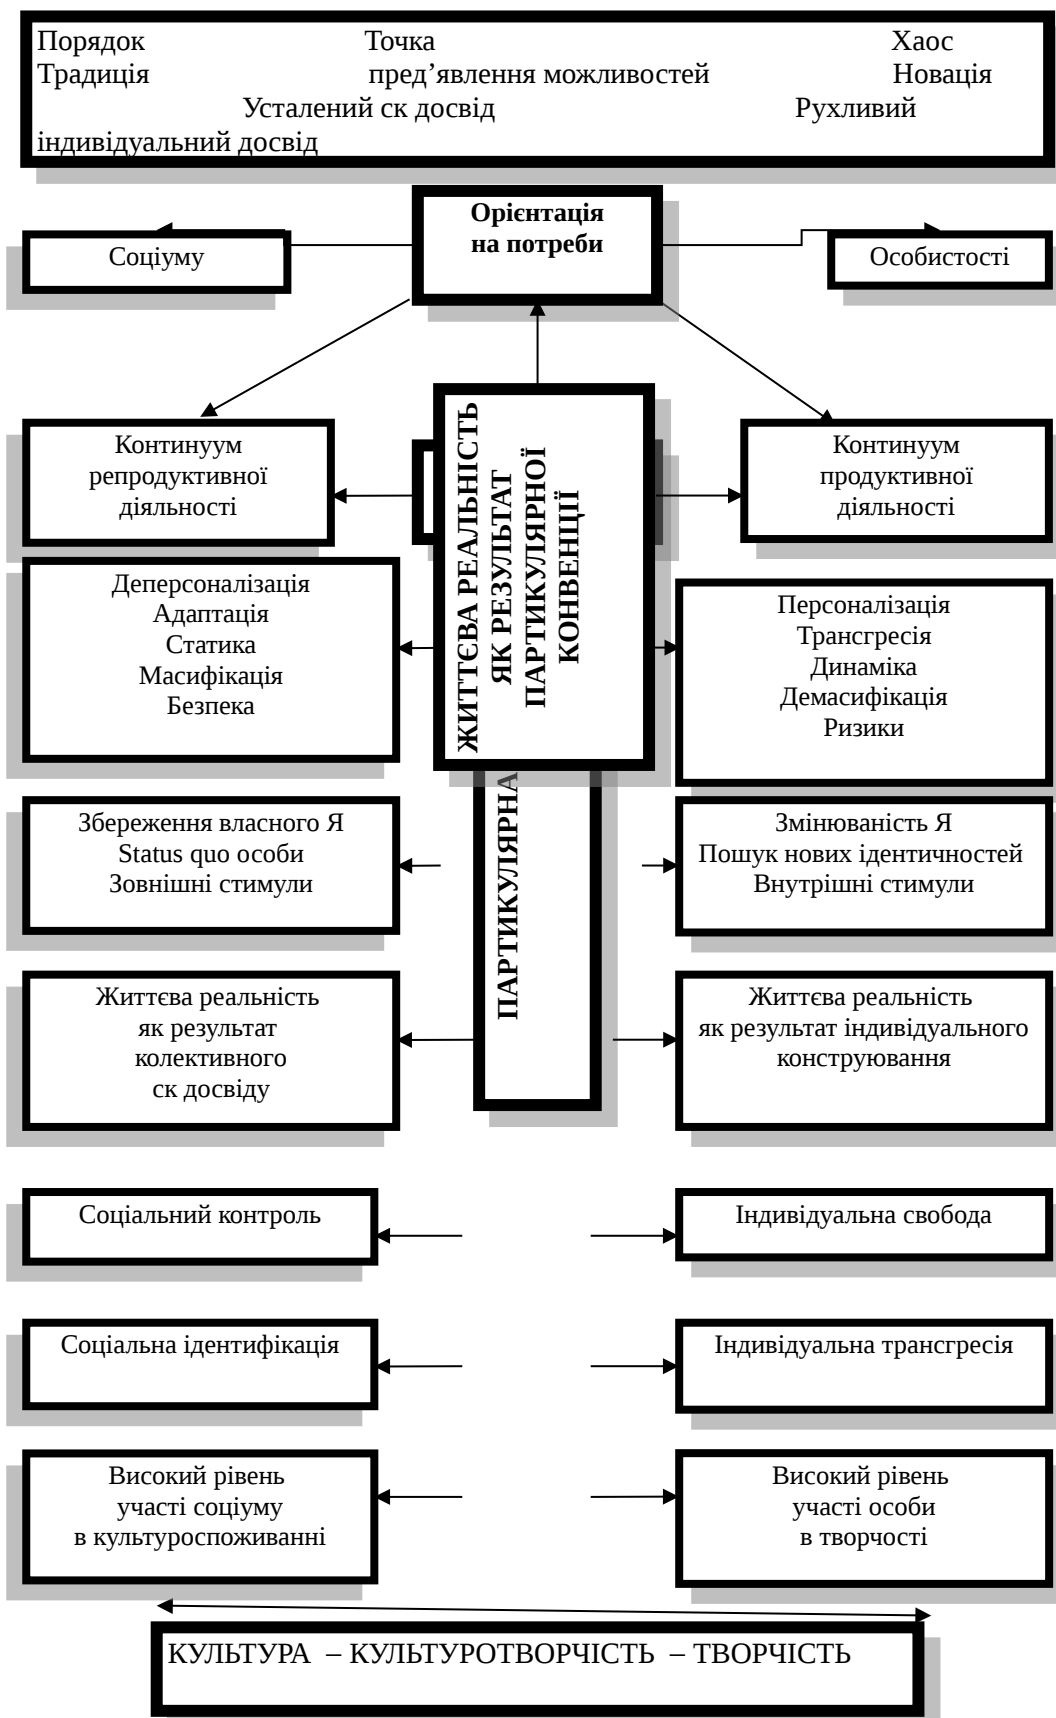 Порядок Точка Хаос
Традиція пред’явлення можливостей Новація
Усталений ск досвід Рухливий
індивідуальний досвід
Орієнтація
на потреби
Соціуму
Особистості
Континуум
репродуктивної
діяльності
Континуум
продуктивної
діяльності
ЖИТТЄВА РЕАЛЬНІСТЬ
ЯК РЕЗУЛЬТАТ
ПАРТИКУЛЯРНОЇ
КОНВЕНЦІЇ
Деперсоналізація
Адаптація
Статика
Масифікація
Безпека
Персоналізація
Трансгресія
Динаміка
Демасифікація
Ризики
ПАРТИКУЛЯРНА
Збереження власного Я
Status quo особи
Зовнішні стимули
Змінюваність Я
Пошук нових ідентичностей
Внутрішні стимули
Життєва реальність
як результат
колективного
ск досвіду
Життєва реальність
як результат індивідуального
конструювання
Соціальний контроль
Індивідуальна свобода
Соціальна ідентифікація
Індивідуальна трансгресія
Високий рівень
участі соціуму
в культуроспоживанні
Високий рівень
участі особи
в творчості
КУЛЬТУРА – КУЛЬТУРОТВОРЧІСТЬ – ТВОРЧІСТЬ